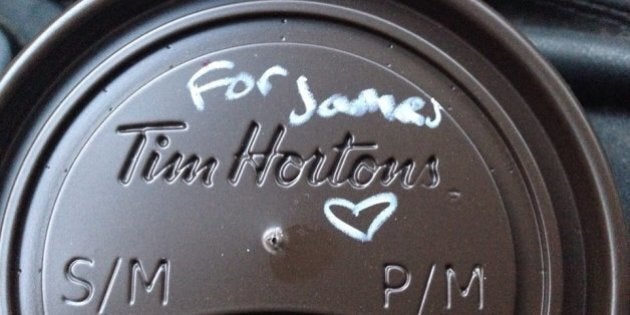 For James
Tim Hortons
S/M P/M